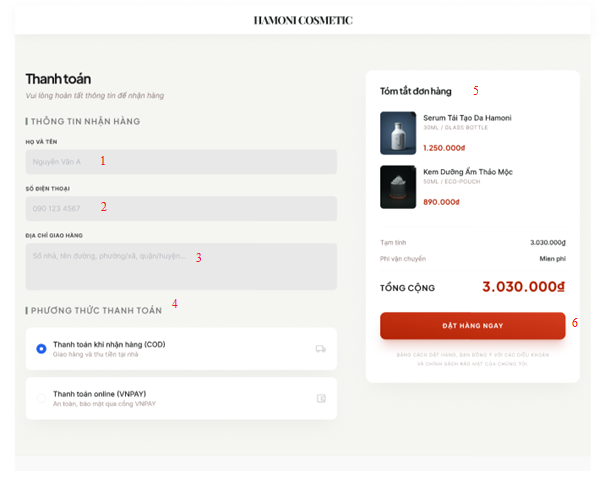 HAMONI COSMETIC
Thanh toán
Vui lòng hoàn tất thông tin để nhận hàng
THÔNG TIN NHẬN HÀNG
HỌ VÀ TÊN
Nguyễn Văn A 1
SỐ ĐIỆN THOẠI
090 123 4567 2
ĐỊA CHỈ GIAO HÀNG
Số nhà, tên đường, phường/xã, quận/huyện... 3
PHƯƠNG THỨC THANH TOÁN 4
Thanh toán khi nhận hàng (COD)
Giao hàng và thu tiền tại nhà
Thanh toán online (VNPAY)
An toàn, bảo mật qua cổng VNPAY
Tóm tắt đơn hàng 5
Serum Tái Tạo Da Hamoni
30ML / GLASS BOTTLE
1.250.000₫
Kem Dưỡng Ẩm Thảo Mộc
50ML / ECO-POUCH
890.000₫
Tạm tính 3.030.000₫
Phí vận chuyển Miễn phí
TỔNG CỘNG 3.030.000₫
ĐẶT HÀNG NGAY 6
BẰNG CÁCH ĐẶT HÀNG, BẠN ĐỒNG Ý VỚI CÁC ĐIỀU KHOẢN
VÀ CHÍNH SÁCH BẢO MẬT CỦA CHÚNG TÔI